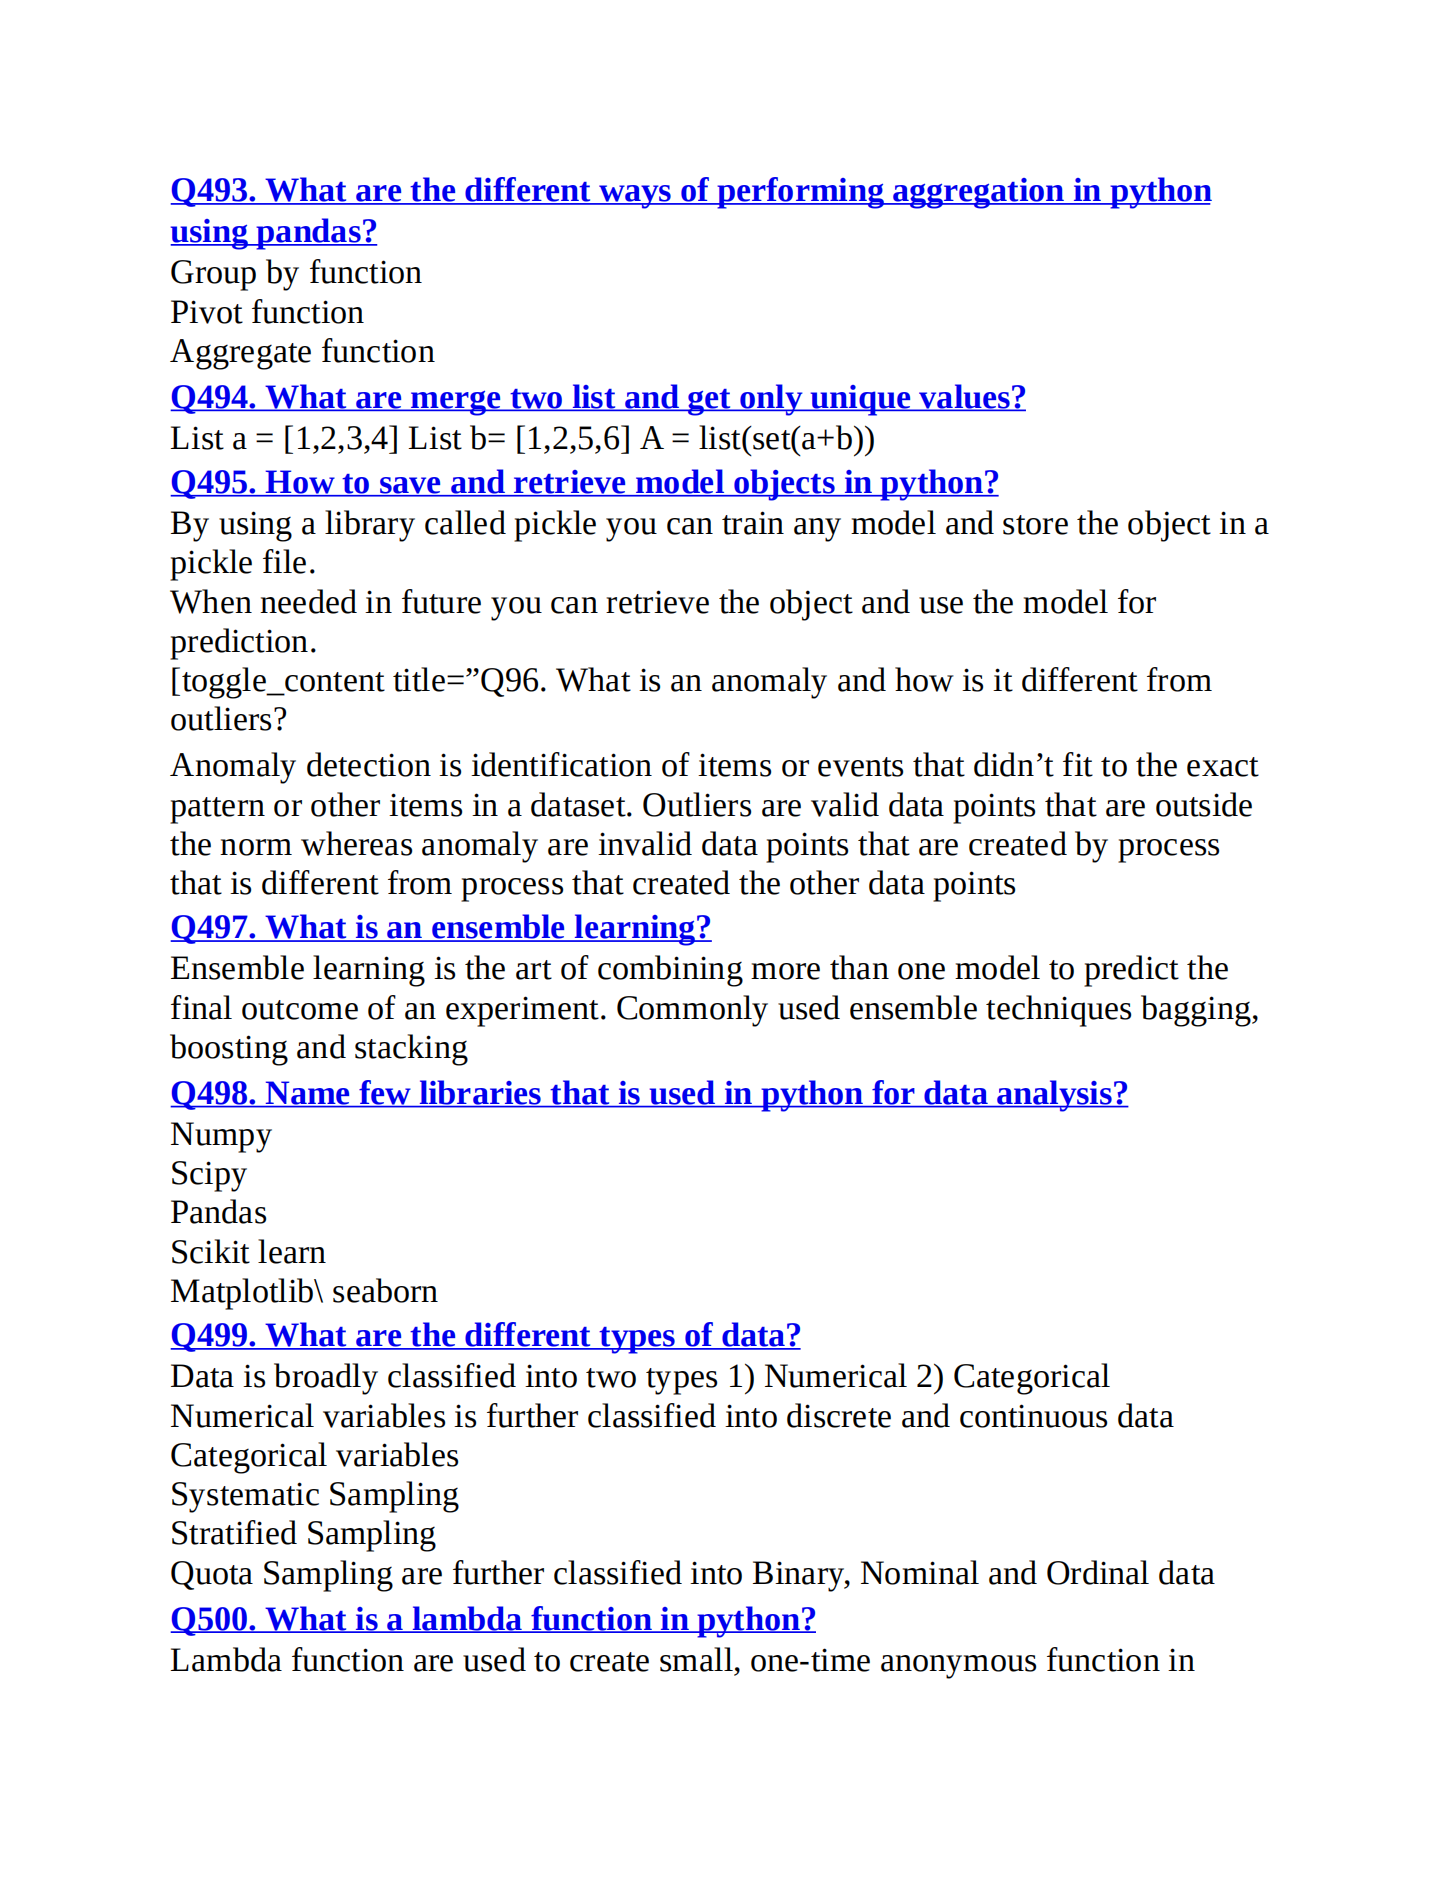 Q493. What are the different ways of performing aggregation in python
using pandas?
Group by function
Pivot function
Aggregate function
Q494. What are merge two list and get only unique values?
List a = [1,2,3,4] List b= [1,2,5,6] A = list(set(a+b))
Q495. How to save and retrieve model objects in python?
By using a library called pickle you can train any model and store the object in a
pickle file.
When needed in future you can retrieve the object and use the model for
prediction.
[toggle_content title=”Q96. What is an anomaly and how is it different from
outliers?
Anomaly detection is identification of items or events that didn’t fit to the exact
pattern or other items in a dataset. Outliers are valid data points that are outside
the norm whereas anomaly are invalid data points that are created by process
that is different from process that created the other data points
Q497. What is an ensemble learning?
Ensemble learning is the art of combining more than one model to predict the
final outcome of an experiment. Commonly used ensemble techniques bagging,
boosting and stacking
Q498. Name few libraries that is used in python for data analysis?
Numpy
Scipy
Pandas
Scikit learn
Matplotlib\ seaborn
Q499. What are the different types of data?
Data is broadly classified into two types 1) Numerical 2) Categorical
Numerical variables is further classified into discrete and continuous data
Categorical variables
Systematic Sampling
Stratified Sampling
Quota Sampling are further classified into Binary, Nominal and Ordinal data
Q500. What is a lambda function in python?
Lambda function are used to create small, one-time anonymous function in